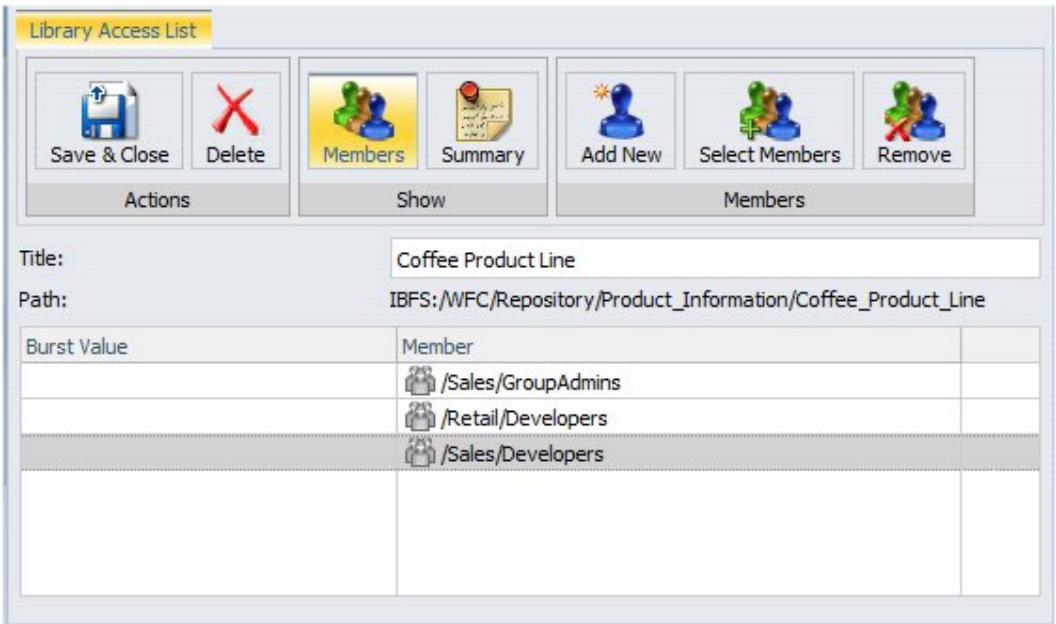 Library Access List
Save & Close Delete Members Summary Add New Select Members Remove
Actions Show Members
Title: Coffee Product Line
Path: IBFS:/WFC/Repository/Product_Information/Coffee_Product_Line
Burst Value Member
/Sales/GroupAdmins
/Retail/Developers
/Sales/Developers